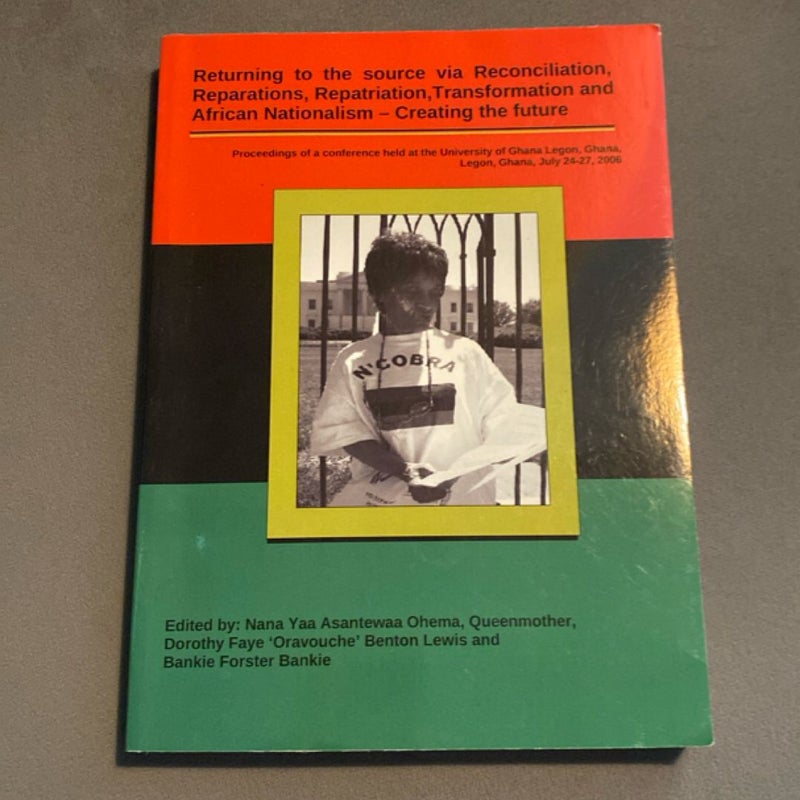 Returning to the source via Reconciliation,
Reparations, Repatriation,Transformation and
African Nationalism – Creating the future
Proceedings of a conference held at the University of Ghana Legon, Ghana,
Legon, Ghana, July 24-27, 2006
N'COBRA
Edited by: Nana Yaa Asantewaa Ohema, Queenmother,
Dorothy Faye ‘Oravouche’ Benton Lewis and
Bankie Forster Bankie